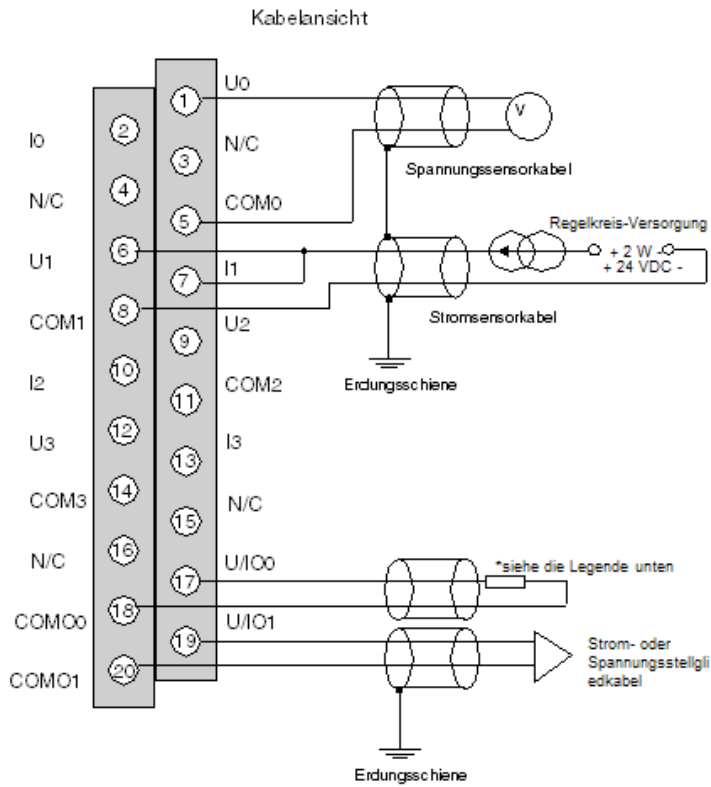 Kabelansicht
U0
1
2
I0
N/C
3
V
Spannungssensorkabel
4
N/C
COM0
5
Regelkreis-Versorgung
6
+ 2 W -
+ 24 VDC -
U1
I1
7
8
COM1
U2
Stromsensorkabel
9
10
I2
COM2
Erdungsschiene
11
12
U3
I3
13
14
COM3
N/C
15
16
N/C
U/IO0
*siehe die Legende unten
17
18
COMO0
U/IO1
19
Strom- oder
Spannungsstellgli
edkabel
20
COMO1
Erdungsschiene